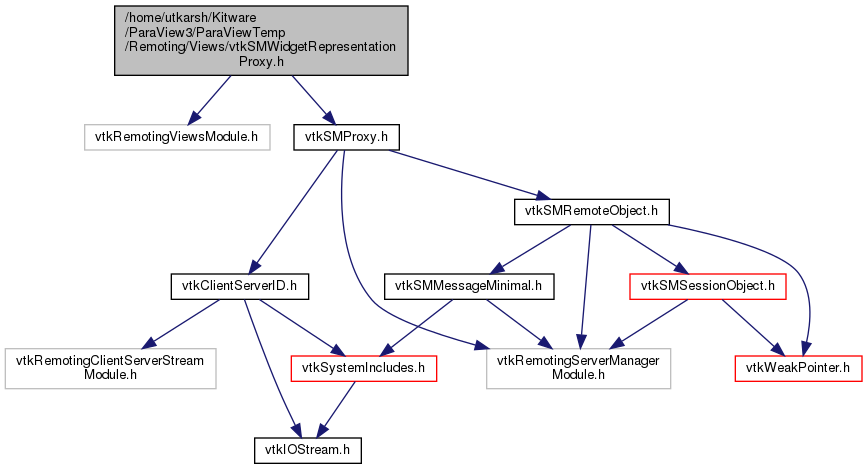 /home/utkarsh/Kitware
/ParaView3/ParaViewTemp
/Remoting/Views/vtkSMWidgetRepresentation
Proxy.h
vtkRemotingViewsModule.h
vtkSMProxy.h
vtkSMRemoteObject.h
vtkClientServerID.h
vtkSMMessageMinimal.h
vtkSMSessionObject.h
vtkRemotingClientServerStream
Module.h
vtkSystemIncludes.h
vtkRemotingServerManager
Module.h
vtkWeakPointer.h
vtkIOStream.h